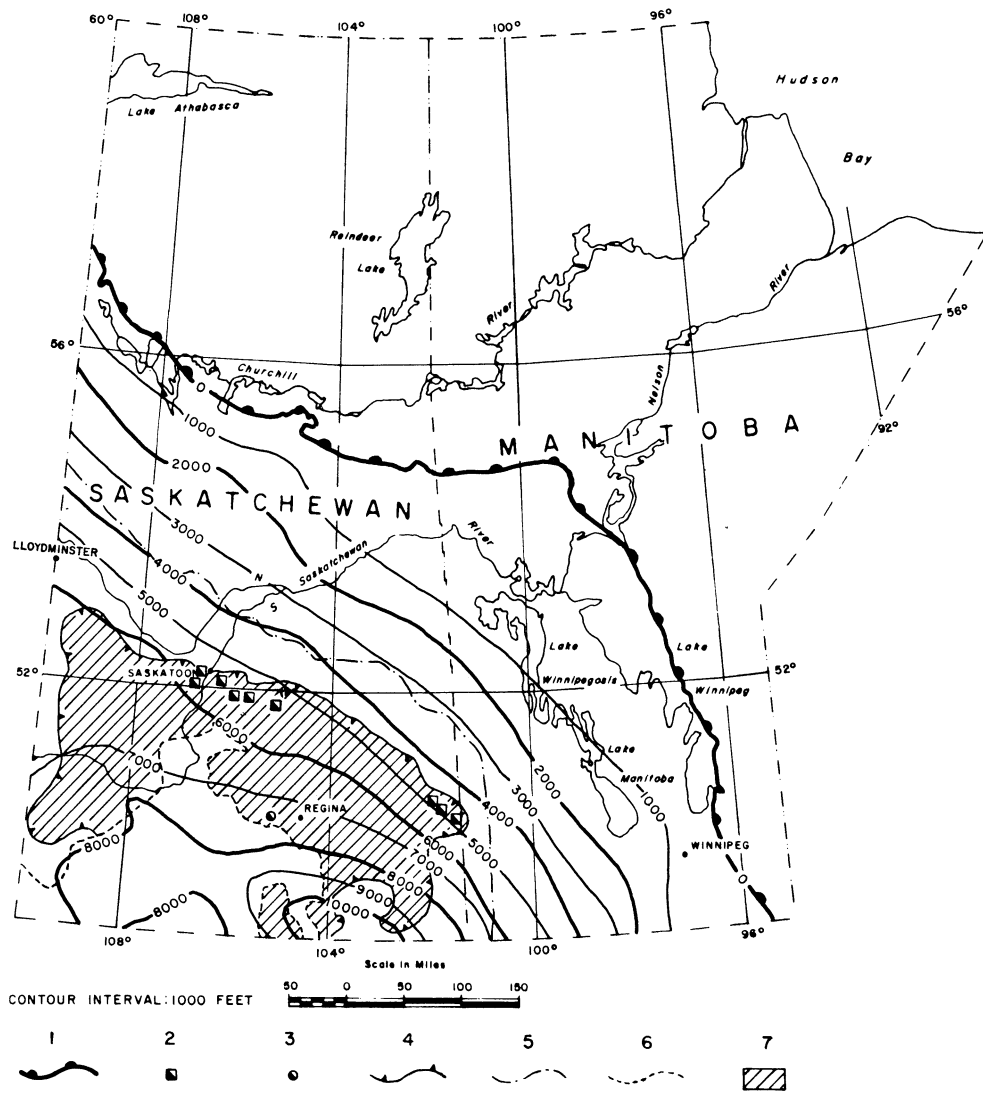 60° 108° 104° 100° 96°
Hudson
Bay
Lake Athabasca
Reindeer
Lake
River
River
56°
56°
Churchill
Nelson
0
1000
92°
MANITOBA
2000
SASKATCHEWAN
3000
River
LLOYDMINSTER
Saskatchewan
4000
N
S
5000
Lake
Lake
52°
52°
SASKATOON
Winnipegosis
Winnipeg
6000
Lake
7000
Manitoba
2000
1000
3000
REGINA
4000
8000
6000
5000
WINNIPEG
7000
8000
9000
0
8000
108° 104° 100° 96°
Scale in Miles
CONTOUR INTERVAL: 1000 FEET
50 0 50 100 150
1 2 3 4 5 6 7